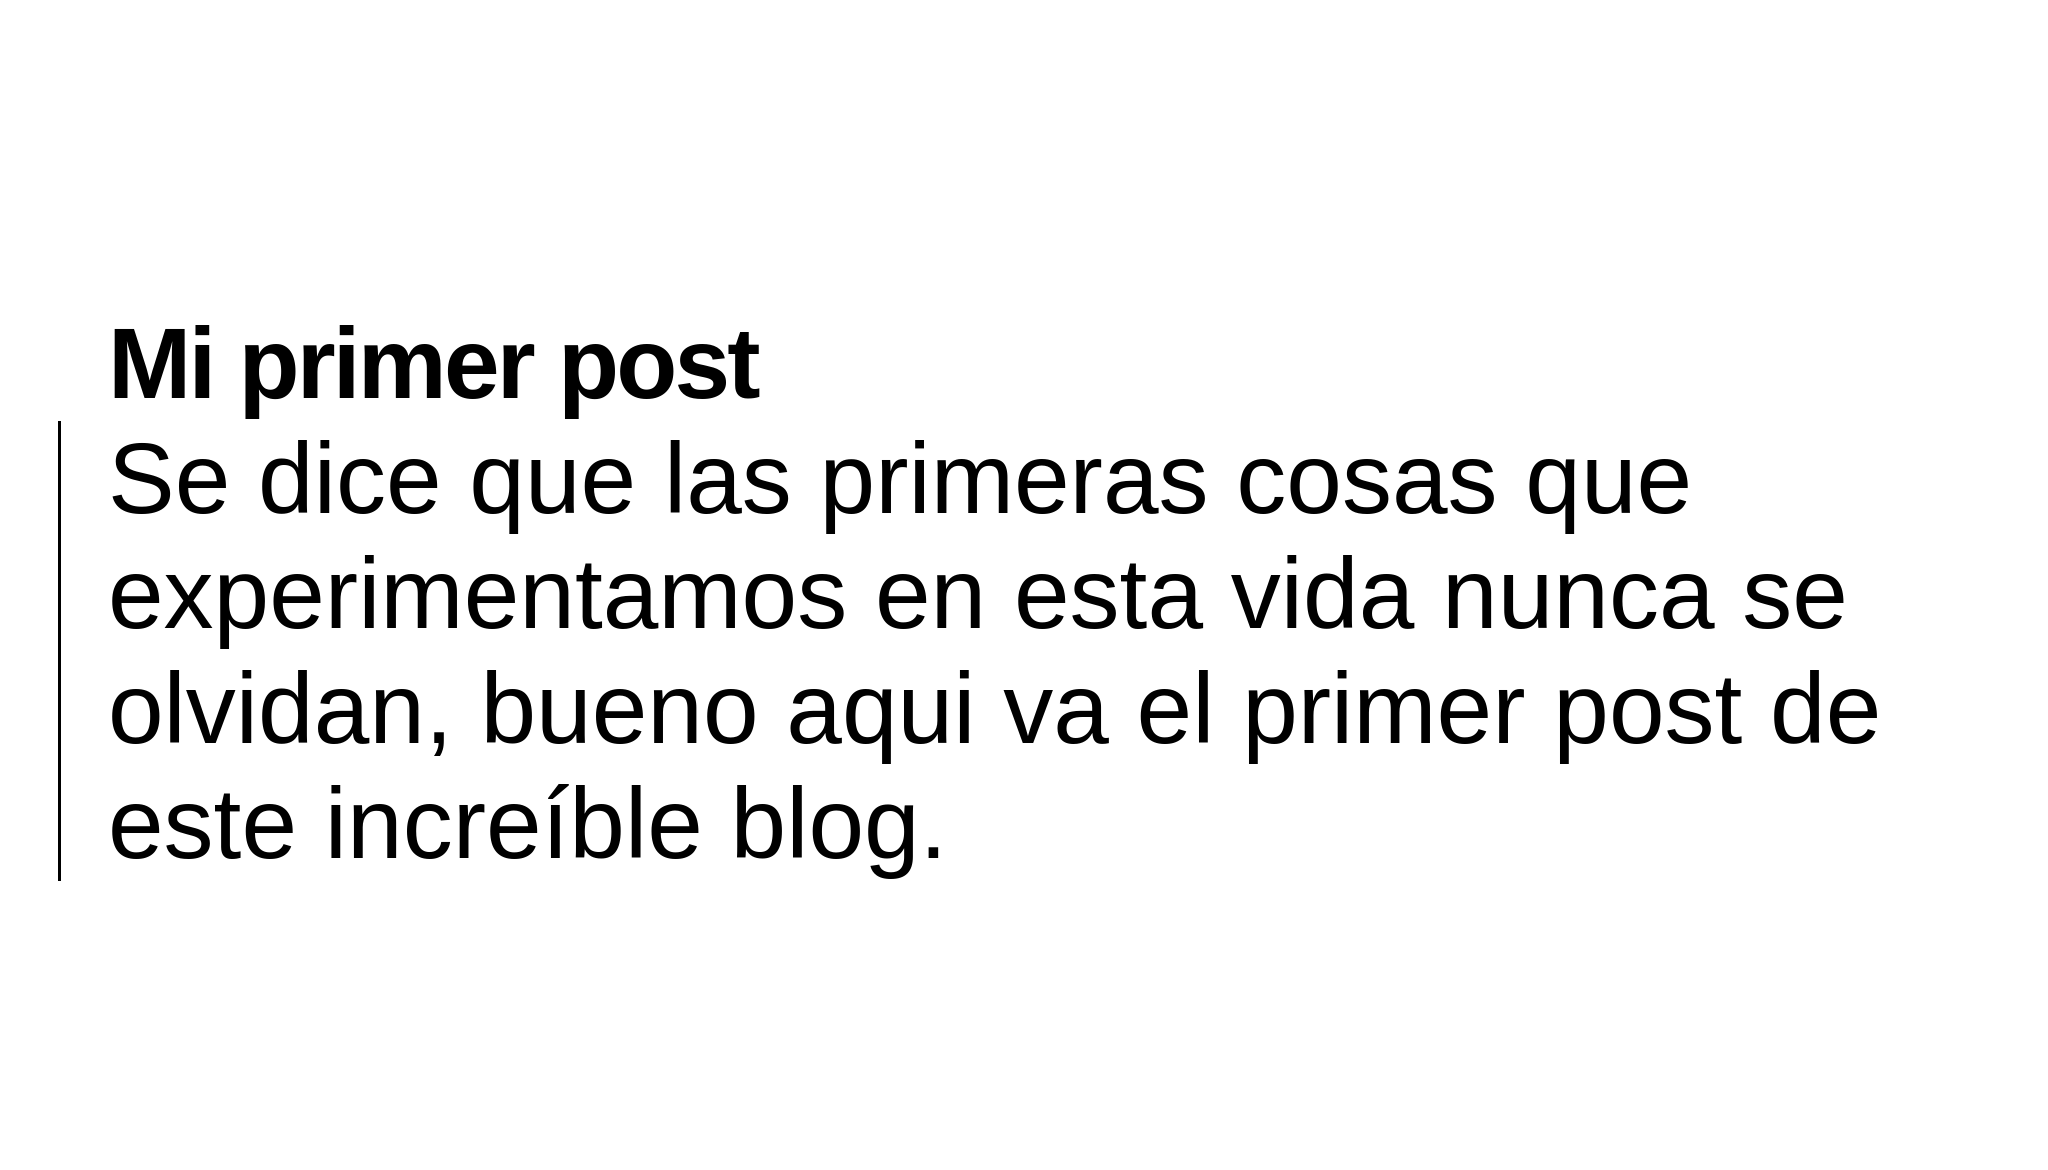 Mi primer post
Se dice que las primeras cosas que
experimentamos en esta vida nunca se
olvidan, bueno aqui va el primer post de
este increíble blog.